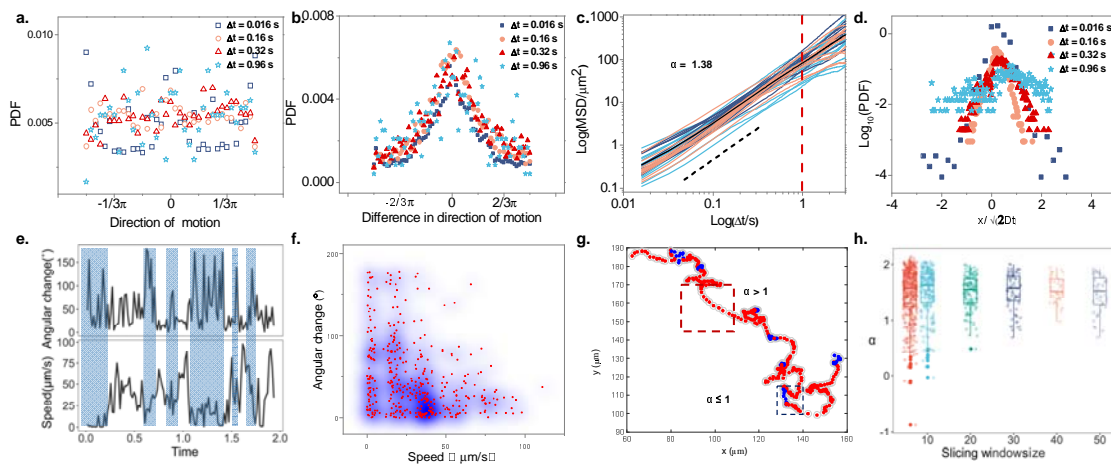 a.
0.010
0.005
PDF
Δt = 0.016 s
Δt = 0.16 s
Δt = 0.32 s
Δt = 0.96 s
-1/3π 0 1/3π
Direction of motion
b.
0.008
0.004
0.000
PDF
Δt = 0.016 s
Δt = 0.16 s
Δt = 0.32 s
Δt = 0.96 s
-2/3π 0 2/3π
Difference in direction of motion
c.
1000
100
10
1
0.1
Log(MSD/μm²)
α = 1.38
0.01 0.1 1
Log(Δt/s)
d.
0
-2
-4
Log₁₀(PDF)
Δt = 0.016 s
Δt = 0.16 s
Δt = 0.32 s
Δt = 0.96 s
-4 -2 0 2 4
x/ √2Dt
e.
150
100
50
0
Angular change(°)
100
75
50
25
0
Speed(μm/s)
0.0 0.5 1.0 1.5 2.0
Time
f.
200
100
0
Angular change (°)
0 25 50 75 100
Speed □ μm/s□
g.
190
180
170
160
150
140
130
120
110
100
90
y (μm)
α > 1
α ≤ 1
60 80 100 120 140 160
x (μm)
h.
2
1
0
-1
α
10 20 30 40 50
Slicing windowsize